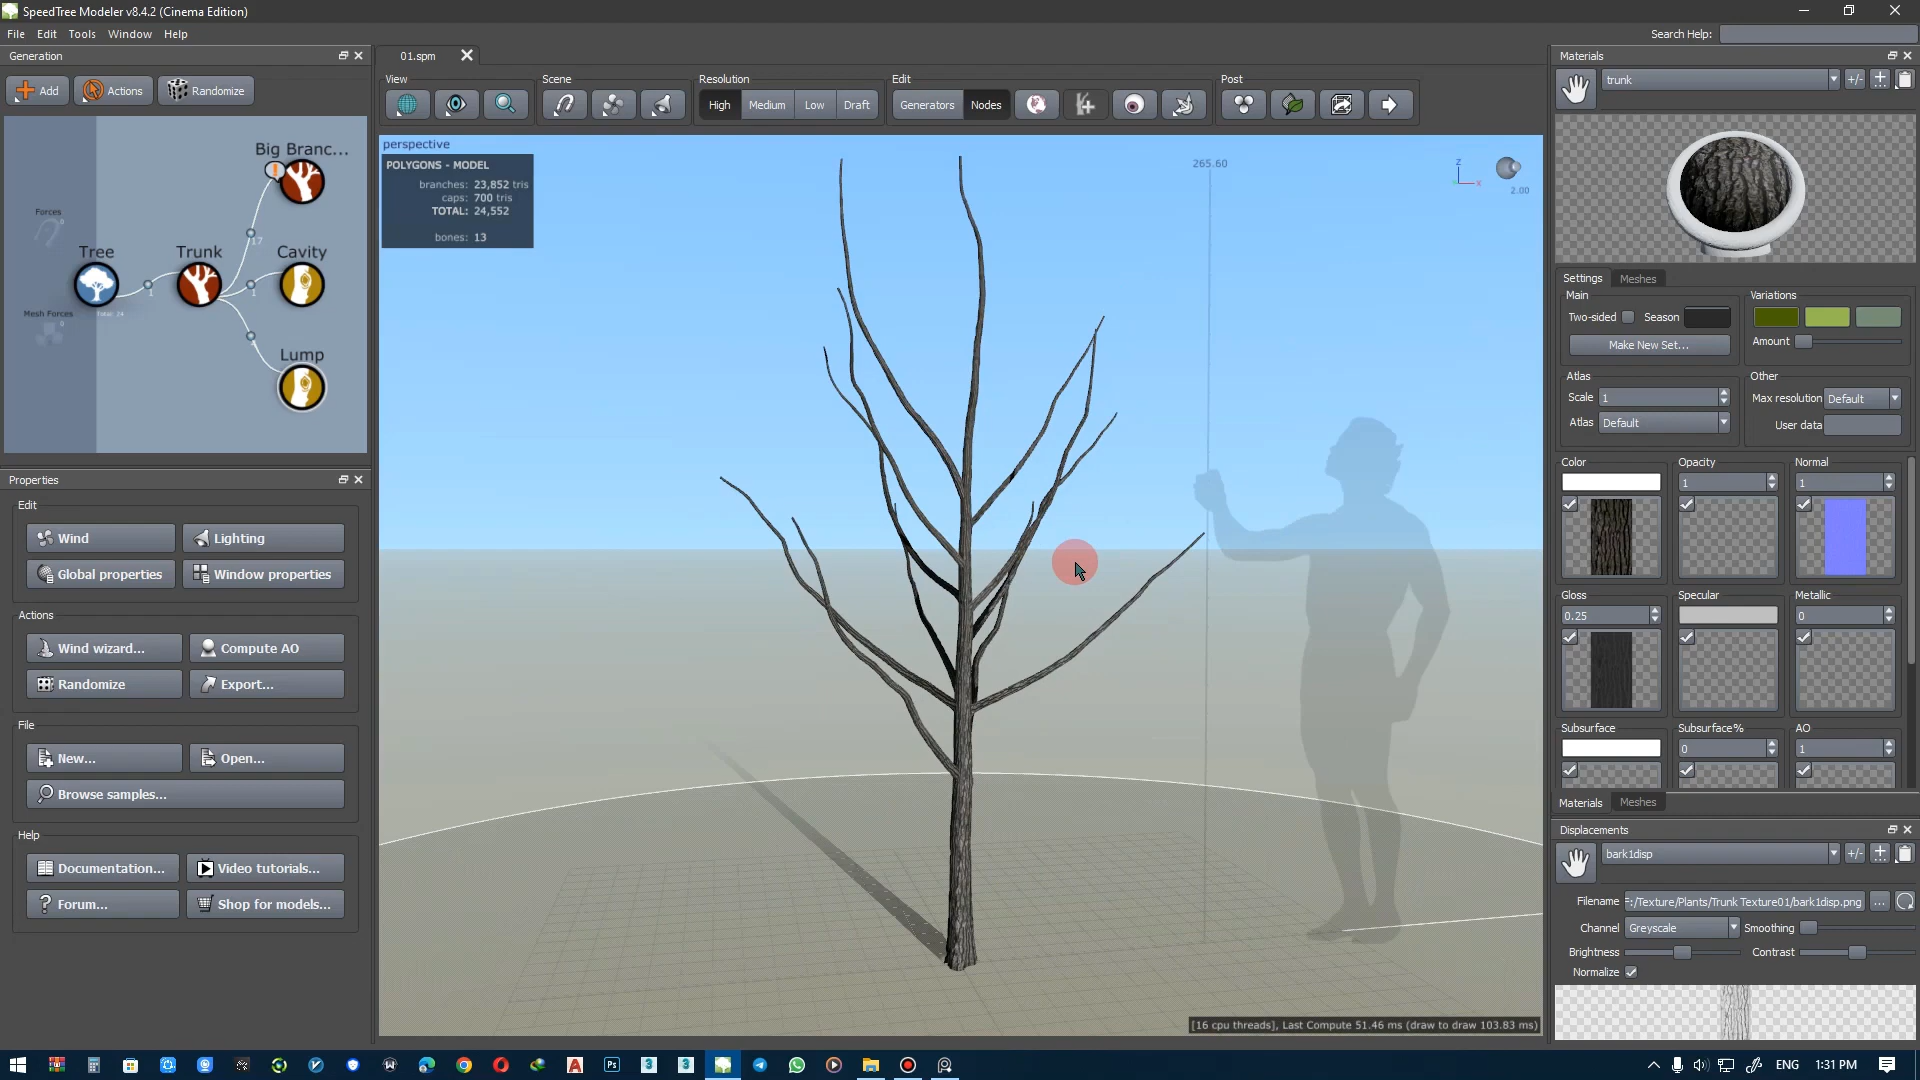 SpeedTree Modeler v8.4.2 (Cinema Edition)
File Edit Tools Window Help
Search Help:
Generation
Add Actions Randomize
Big Branc...
17
Forces
0
Tree
Trunk
Cavity
1
1
Mesh Forces
0
Total: 24
4
Lump
Properties
Edit
Wind
Lighting
Global properties
Window properties
Actions
Wind wizard...
Compute AO
Randomize
Export...
File
New...
Open...
Browse samples...
Help
Documentation...
Video tutorials...
Forum...
Shop for models...
01.spm
View
Scene
Resolution
Edit
Post
High Medium Low Draft
Generators Nodes
perspective
POLYGONS - MODEL
branches: 23,852 tris
caps: 700 tris
TOTAL: 24,552
bones: 13
265.60
z
x
2.00
[16 cpu threads], Last Compute 51.46 ms (draw to draw 103.83 ms)
Materials
trunk
+/-
Settings Meshes
Main
Two-sided Season
Make New Set...
Variations
Amount
Atlas
Scale 1
Atlas Default
Other
Max resolution Default
User data
Color
Opacity
1
Normal
1
Gloss
0.25
Specular
Metallic
0
Subsurface
Subsurface%
0
AO
1
Materials Meshes
Displacements
bark1disp
+/-
Filename F:/Texture/Plants/Trunk Texture01/bark1disp.png ...
Channel Greyscale Smoothing
Brightness Contrast
Normalize
ENG 1:31 PM